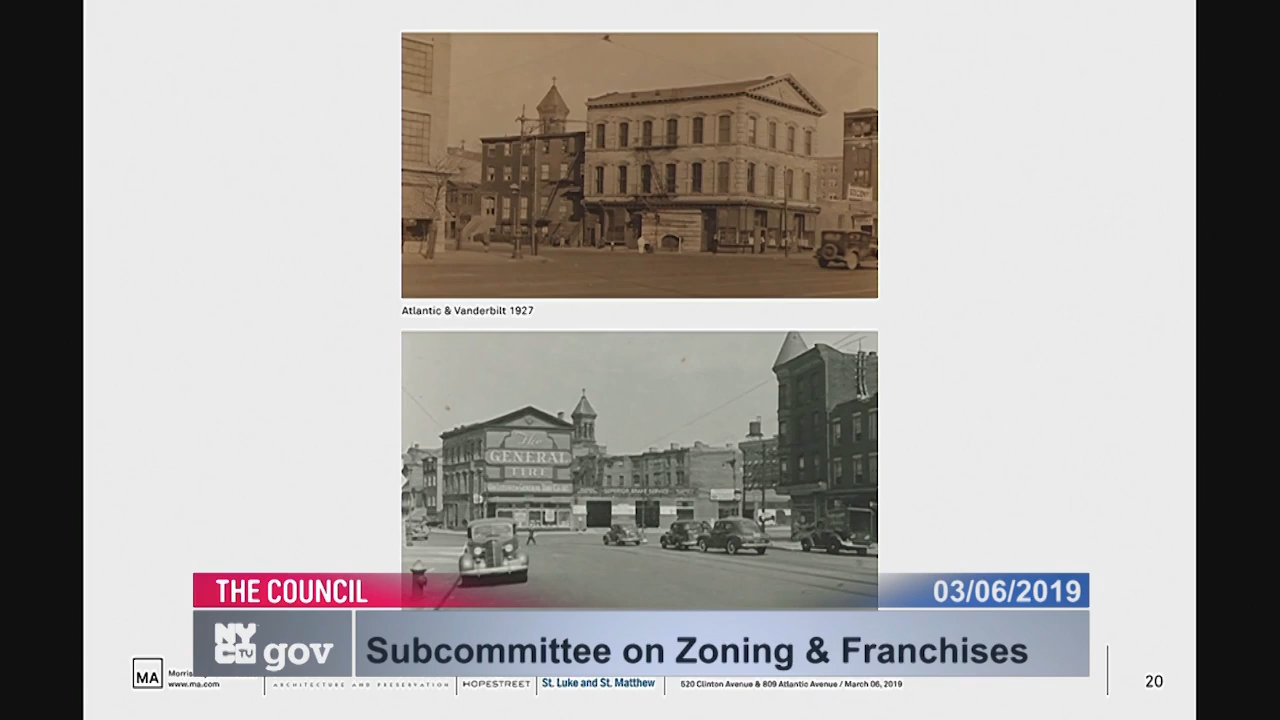 Atlantic & Vanderbilt 1927
The
GENERAL
TIRE
THE COUNCIL
03/06/2019
NYC TV gov
Subcommittee on Zoning & Franchises
MA
www.ma.com
ARCHITECTURE AND PRESERVATION
HOPESTREET
St. Luke and St. Matthew
520 Clinton Avenue & 809 Atlantic Avenue / March 06, 2019
20